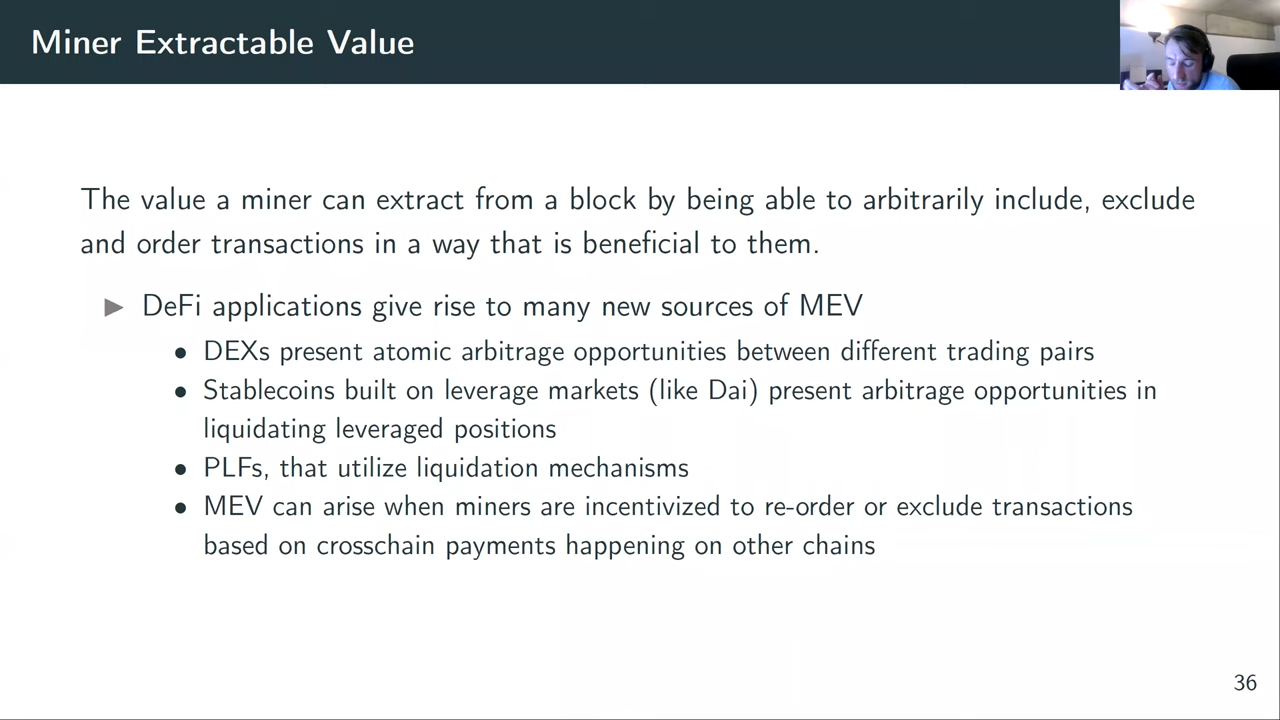 Miner Extractable Value
The value a miner can extract from a block by being able to arbitrarily include, exclude
and order transactions in a way that is beneficial to them.
▶ DeFi applications give rise to many new sources of MEV
• DEXs present atomic arbitrage opportunities between different trading pairs
• Stablecoins built on leverage markets (like Dai) present arbitrage opportunities in
liquidating leveraged positions
• PLFs, that utilize liquidation mechanisms
• MEV can arise when miners are incentivized to re-order or exclude transactions
based on crosschain payments happening on other chains
36